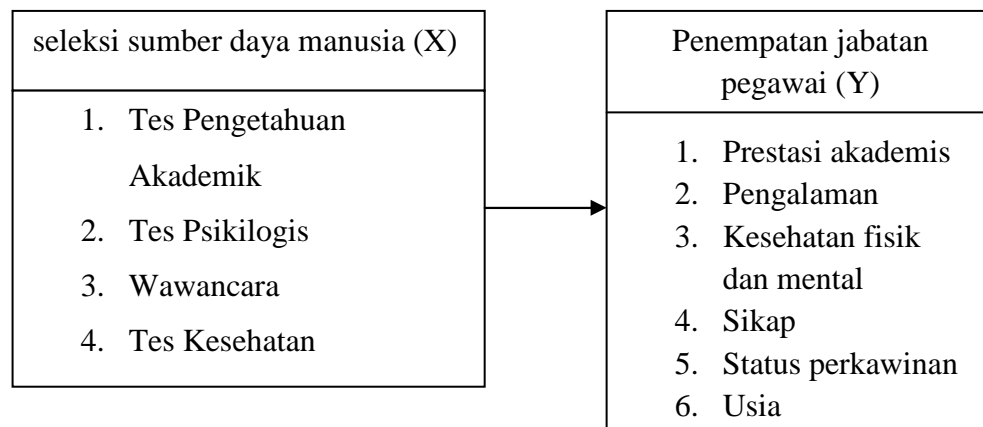 seleksi sumber daya manusia (X)
1. Tes Pengetahuan
Akademik
2. Tes Psikilogis
3. Wawancara
4. Tes Kesehatan
Penempatan jabatan
pegawai (Y)
1. Prestasi akademis
2. Pengalaman
3. Kesehatan fisik
dan mental
4. Sikap
5. Status perkawinan
6. Usia